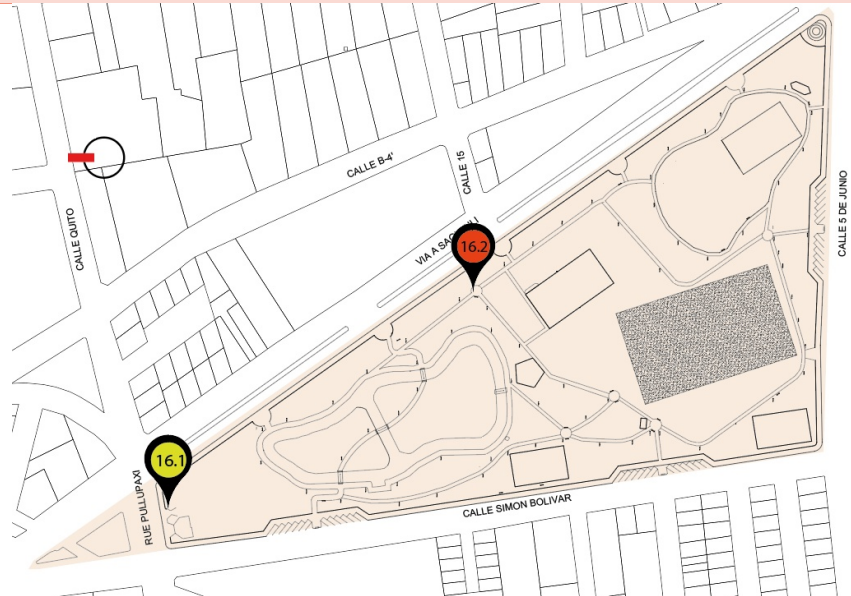 CALLE B-4'
CALLE 15
CALLE 5 DE JUNIO
CALLE QUITO
VIA A
16.2
16.1
RUE PULLUPAXI
CALLE SIMON BOLIVAR